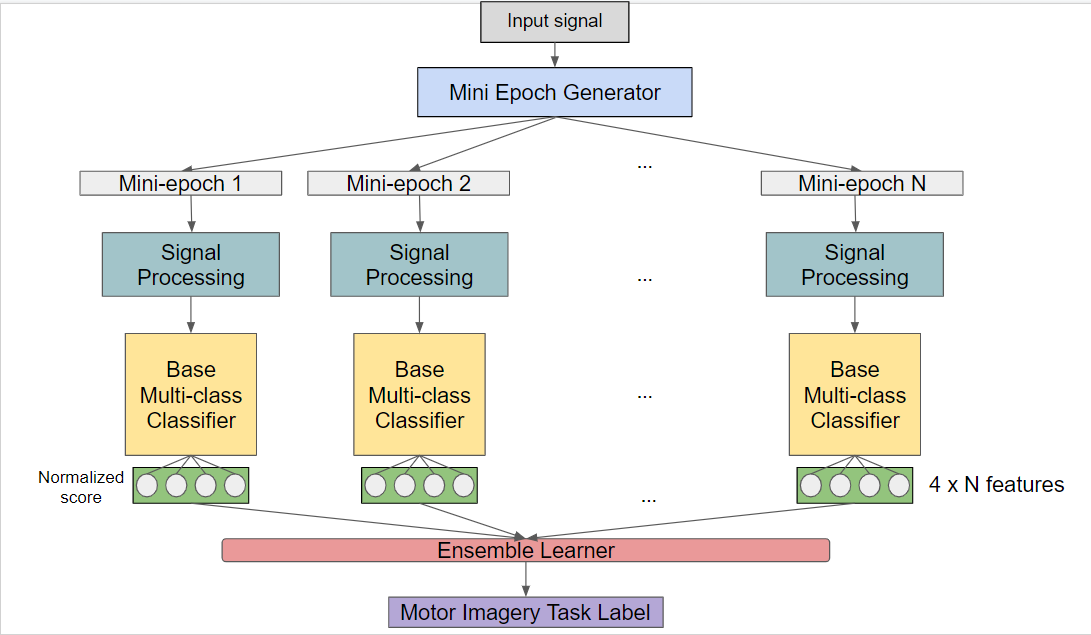 Input signal
Mini Epoch Generator
...
Mini-epoch 1
Mini-epoch 2
Mini-epoch N
Signal
Processing
Signal
Processing
...
Signal
Processing
Base
Multi-class
Classifier
Base
Multi-class
Classifier
...
Base
Multi-class
Classifier
Normalized
score
...
4 x N features
Ensemble Learner
Motor Imagery Task Label